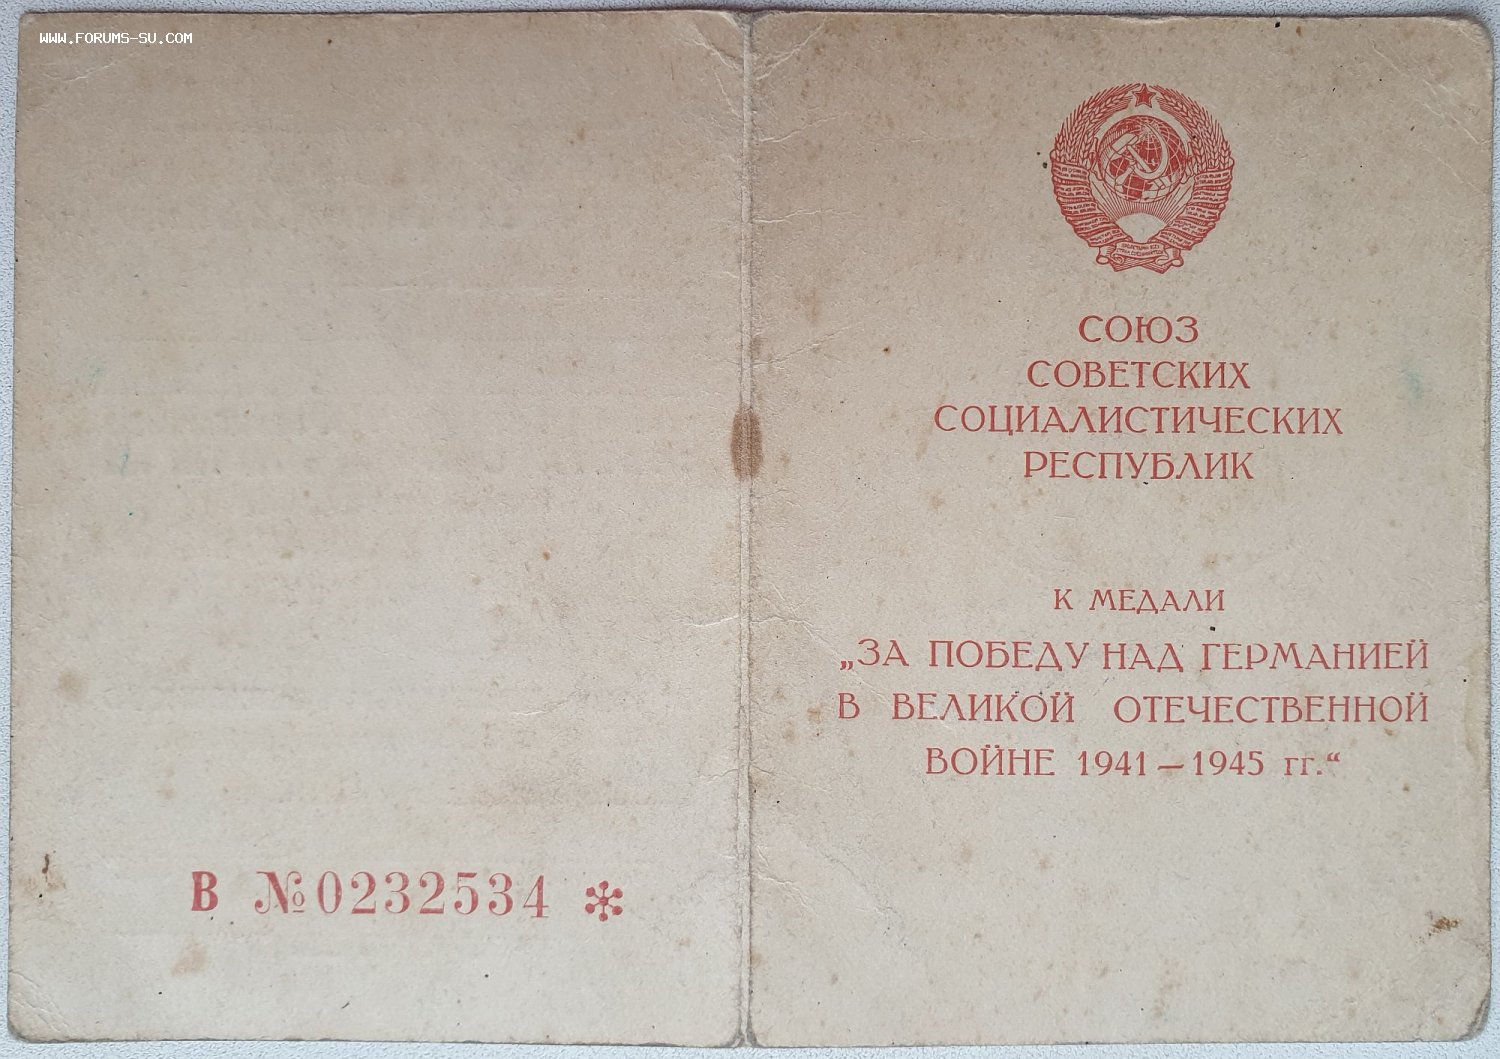 WWW.FORUMS-SU.COM
В №0232534
СОЮЗ
СОВЕТСКИХ
СОЦИАЛИСТИЧЕСКИХ
РЕСПУБЛИК
К МЕДАЛИ
„ЗА ПОБЕДУ НАД ГЕРМАНИЕЙ
В ВЕЛИКОЙ ОТЕЧЕСТВЕННОЙ
ВОЙНЕ 1941 — 1945 гг.“